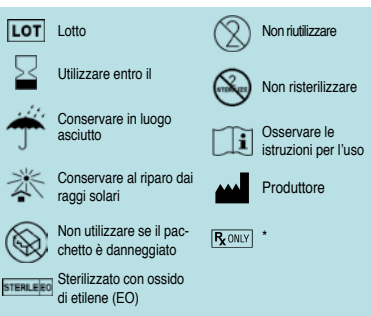 LOT Lotto
Utilizzare entro il
Conservare in luogo
asciutto
Conservare al riparo dai
raggi solari
Non utilizzare se il pac-
chetto è danneggiato
STERILE EO Sterilizzato con ossido
di etilene (EO)
2 Non riutilizzare
2 STERILIZE Non risterilizzare
i Osservare le
istruzioni per l'uso
Produttore
Rx ONLY *